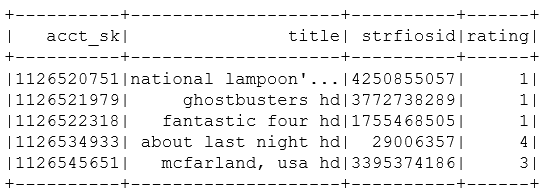 +----------+--------------------+----------+------+
|   acct_sk|               title| strfiosid|rating|
+----------+--------------------+----------+------+
|1126520751|national lampoon'...|4250855057|     1|
|1126521979|     ghostbusters hd|3772738289|     1|
|1126522318|   fantastic four hd|1755468505|     1|
|1126534933| about last night hd|  29006357|     4|
|1126545651|    mcfarland, usa hd|3395374186|     3|
+----------+--------------------+----------+------+